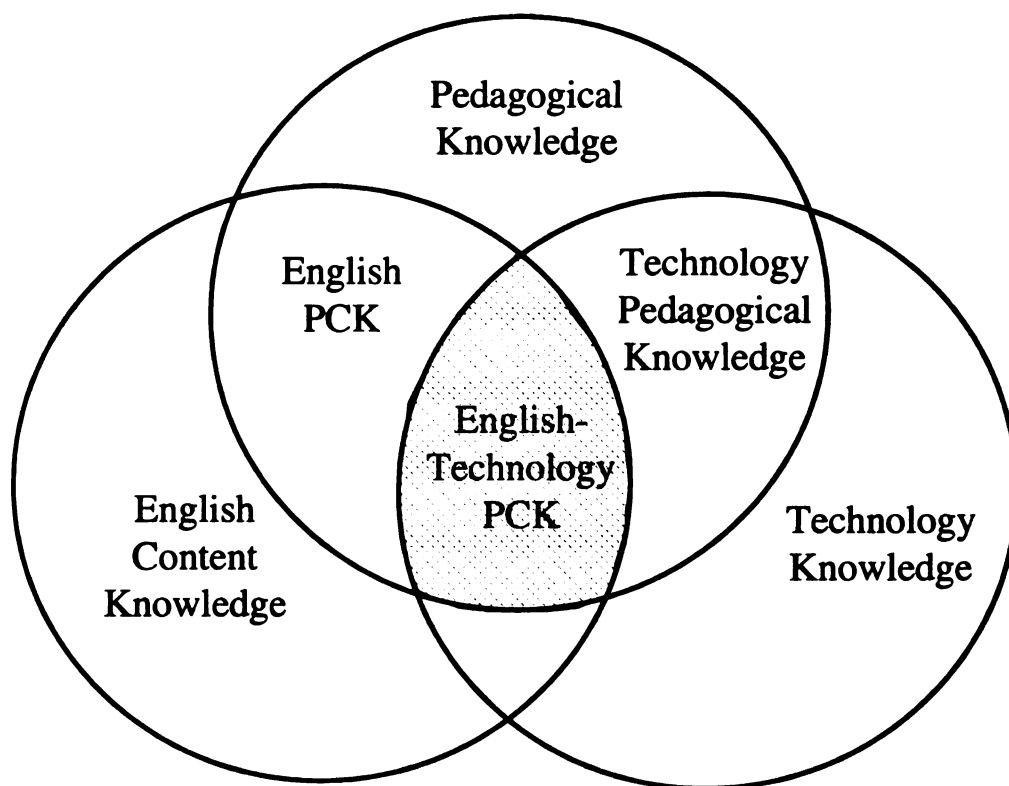 Pedagogical
Knowledge
English
PCK
Technology
Pedagogical
Knowledge
English-
Technology
PCK
English
Content
Knowledge
Technology
Knowledge